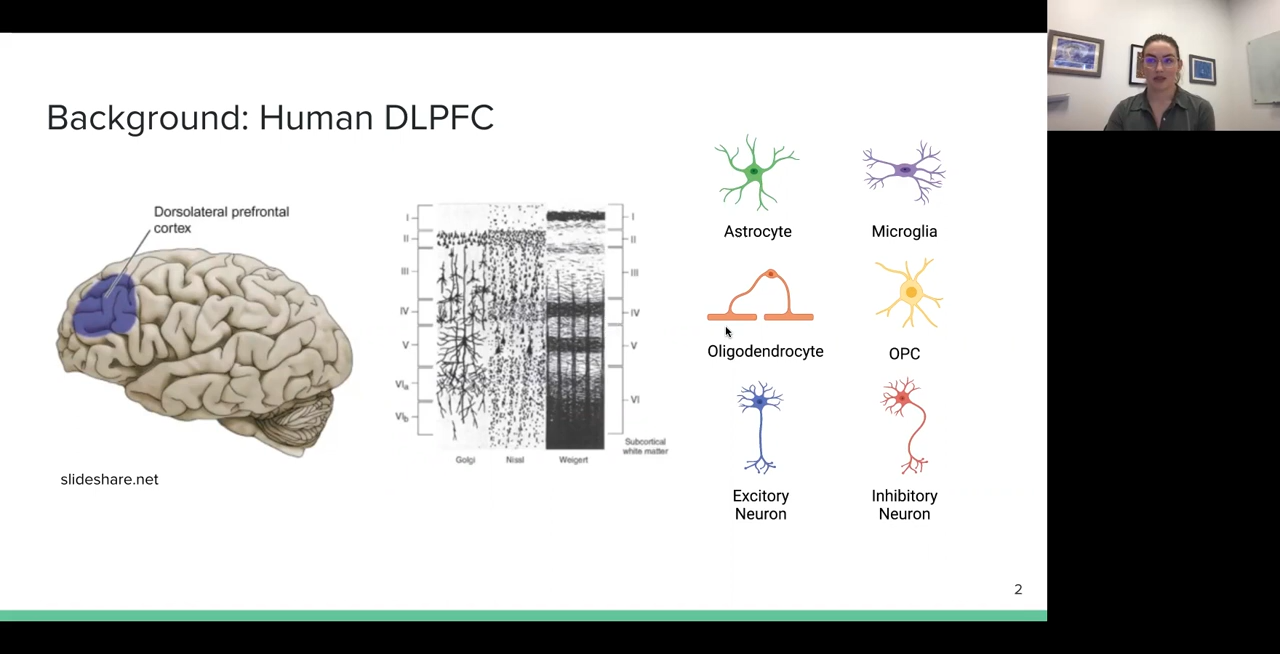 Background: Human DLPFC
Dorsolateral prefrontal
cortex
slideshare.net
I
II
III
IV
V
VIa
VIb
I
II
III
IV
V
VI
Subcortical
white matter
Golgi
Nissl
Weigert
Astrocyte
Microglia
Oligodendrocyte
OPC
Excitory
Neuron
Inhibitory
Neuron
2